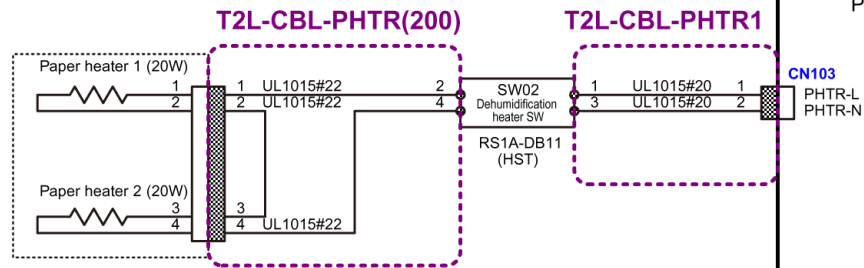 T2L-CBL-PHTR(200)
T2L-CBL-PHTR1
P
Paper heater 1 (20W)
1
2
1 UL1015#22 2
2 UL1015#22 4
SW02
Dehumidification
heater SW
RS1A-DB11
(HST)
1 UL1015#20 1
3 UL1015#20 2
CN103
PHTR-L
PHTR-N
Paper heater 2 (20W)
3
4
3
4 UL1015#22